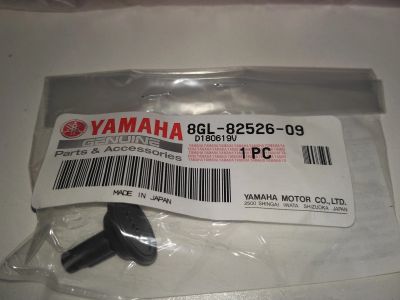 YAMAHA
GENUINE
Parts & Accessories
8GL-82526-09
D180619V
1 PC
MADE IN JAPAN
YAMAHA MOTOR CO.,LTD.
2500 SHINGAI, IWATA SHIZUOKA, JAPAN